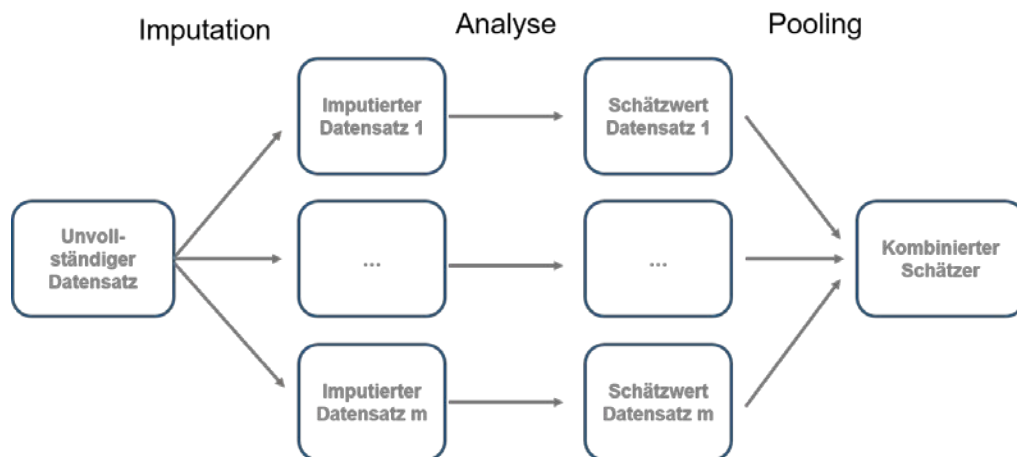 Imputation
Analyse
Pooling
Imputierter
Datensatz 1
Schätzwert
Datensatz 1
Unvoll-
ständiger
Datensatz
...
...
Kombinierter
Schätzer
Imputierter
Datensatz m
Schätzwert
Datensatz m